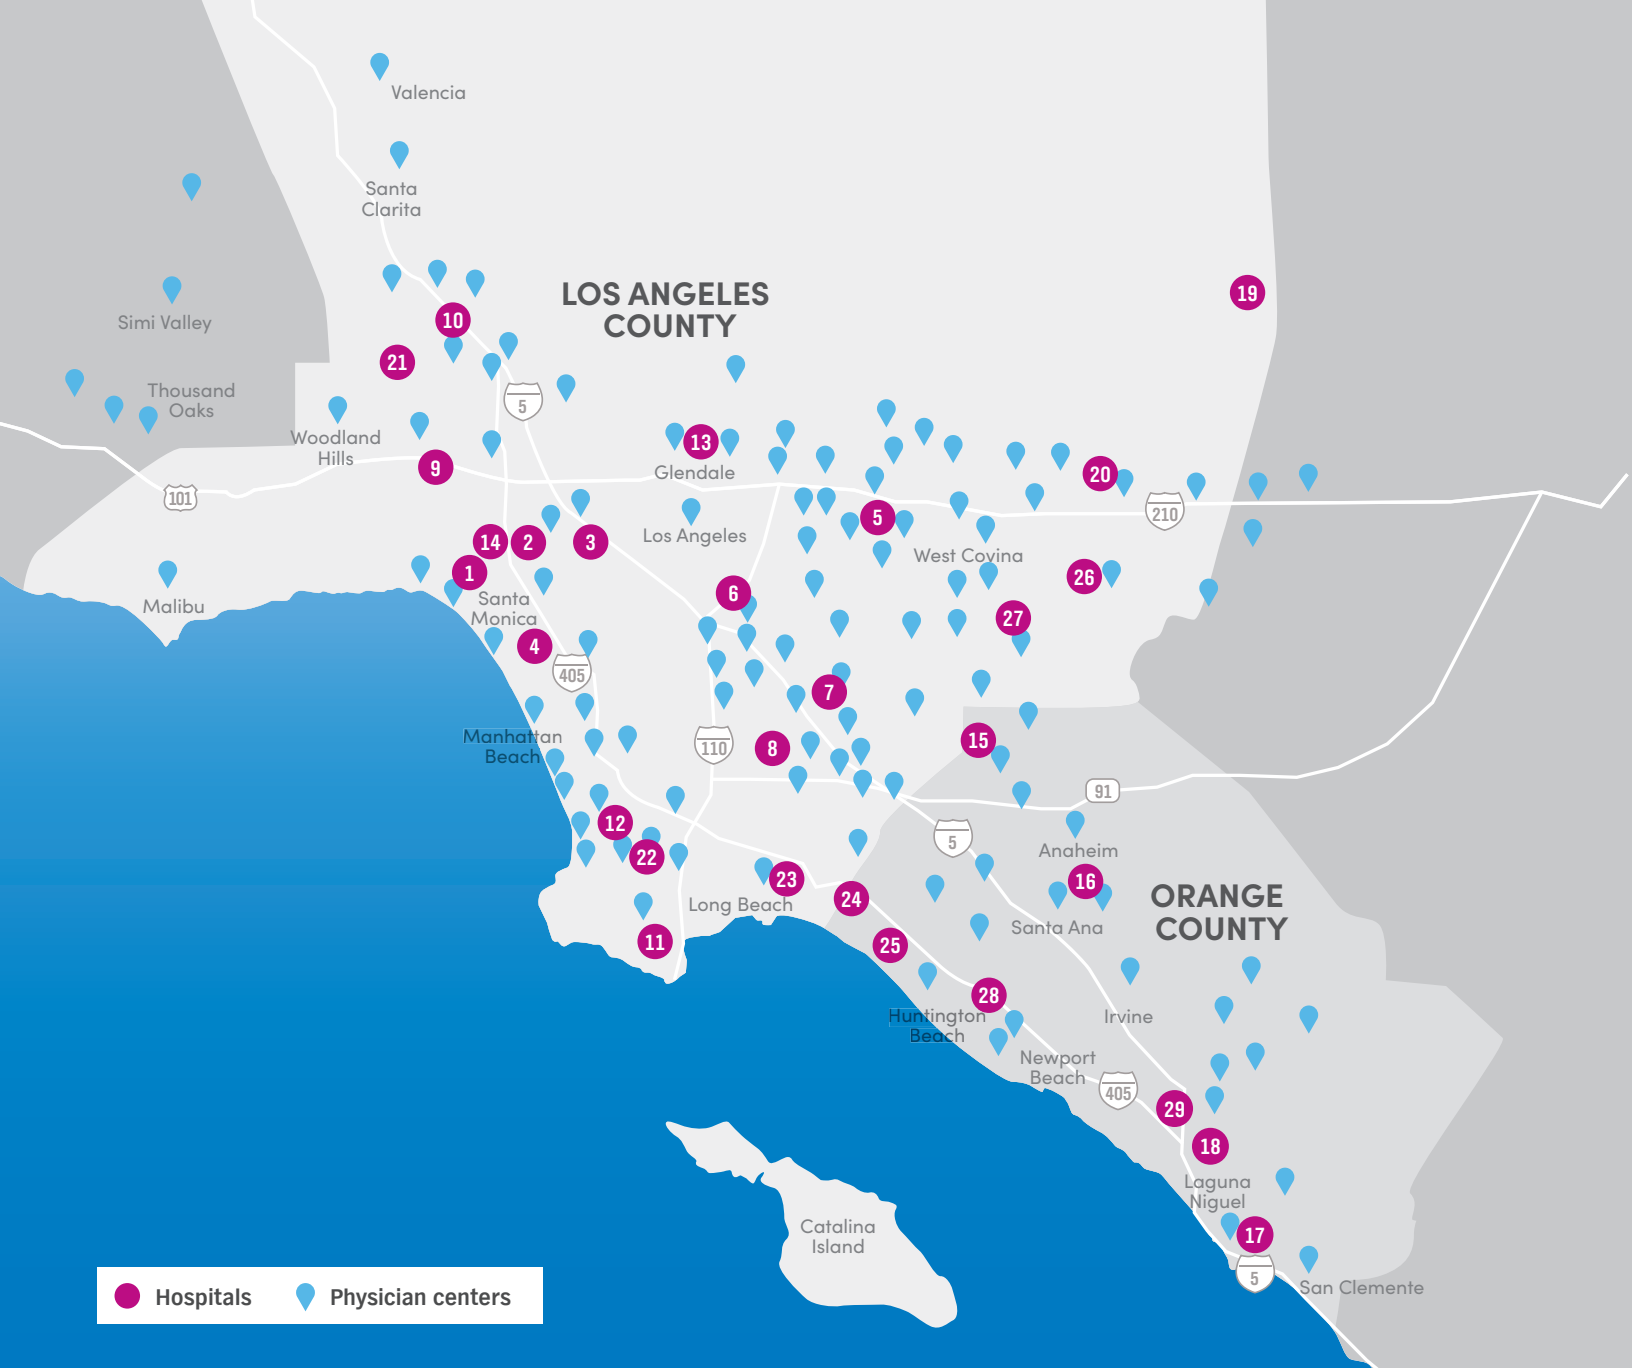 Valencia
Santa
Clarita
LOS ANGELES
COUNTY
19
Simi Valley
10
21
Thousand
Oaks
5
Woodland
Hills
9
13
Glendale
20
101
210
Los Angeles
5
West Covina
14
2
3
1
26
Malibu
Santa
Monica
6
27
4
405
7
Manhattan
Beach
110
8
15
91
12
5
22
Anaheim
23
16
Long Beach
24
ORANGE
COUNTY
Santa Ana
11
25
28
Huntington
Beach
Irvine
Newport
Beach
405
29
18
Laguna
Niguel
Catalina
Island
17
5
San Clemente
Hospitals
Physician centers